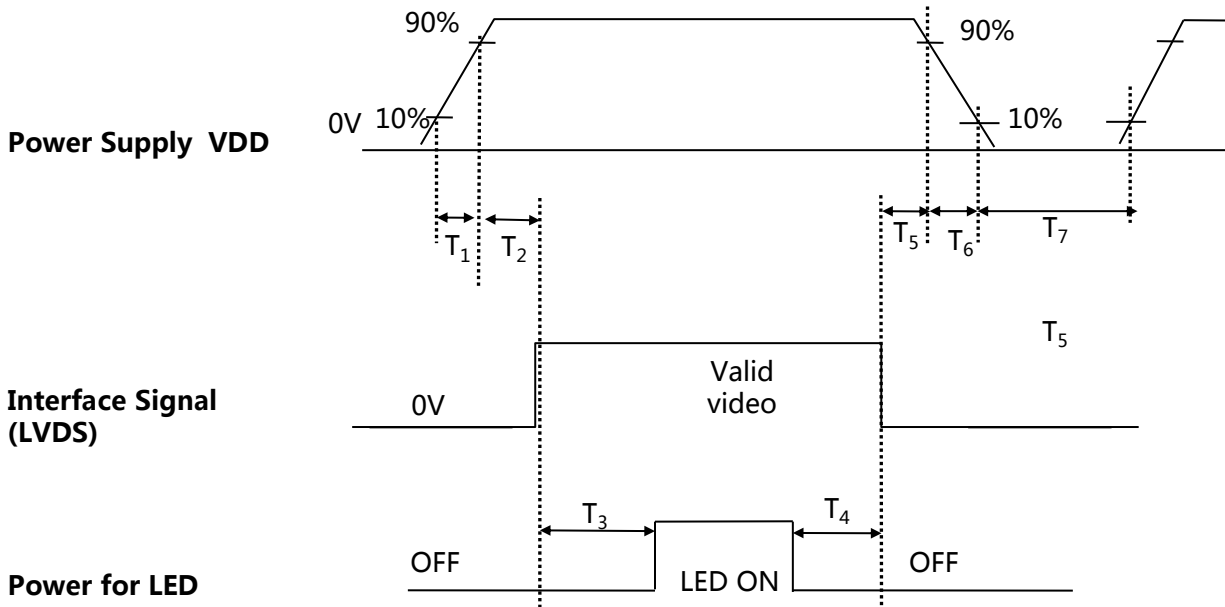 90%
90%
0V 10%
10%
Power Supply VDD
T₁
T₂
T₅
T₆
T₇
T₅
Valid
video
Interface Signal
(LVDS)
0V
T₃
T₄
OFF
LED ON
OFF
Power for LED